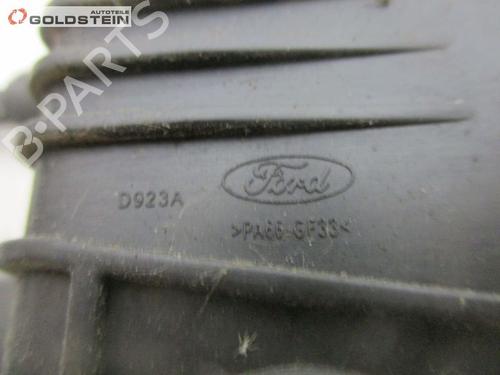 AUTOTEILE
GOLDSTEIN
B-PARTS
Ford
D923A
>PA66-GF33<